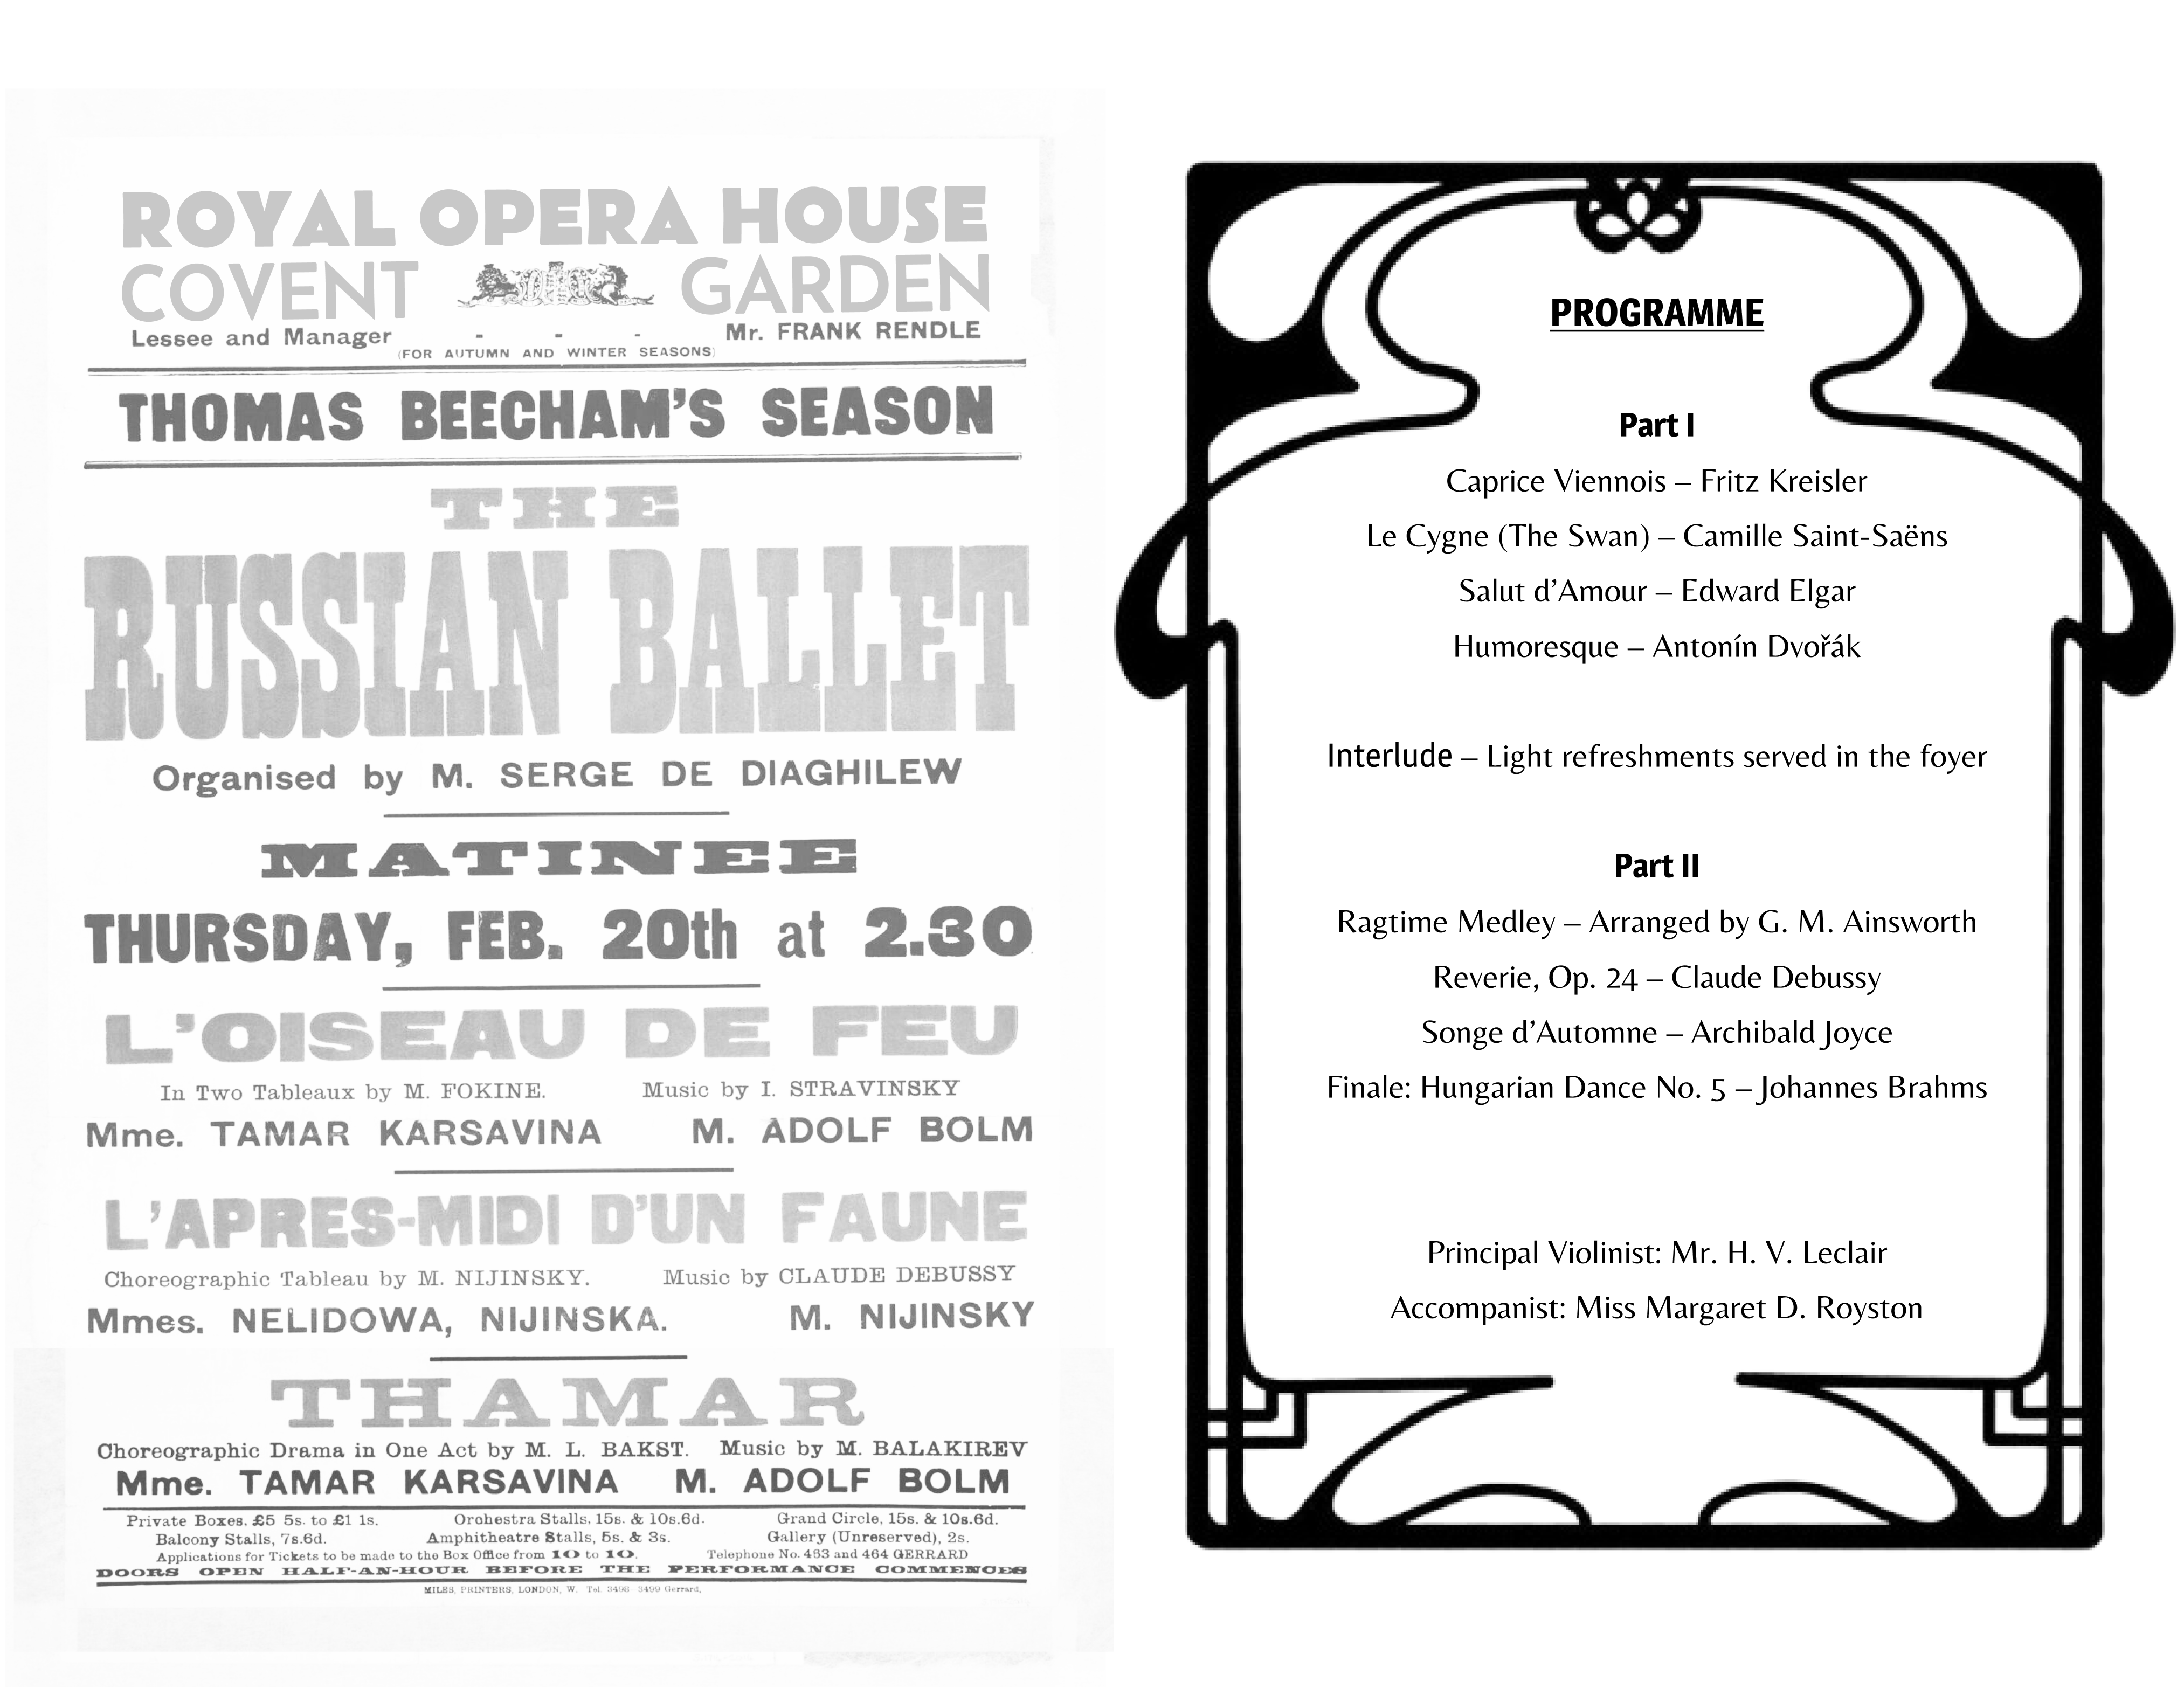 ROYAL OPERA HOUSE
COVENT GARDEN
Lessee and Manager - - - Mr. FRANK RENDLE
(FOR AUTUMN AND WINTER SEASONS)
THOMAS BEECHAM'S SEASON
THE
RUSSIAN BALLET
Organised by M. SERGE DE DIAGHILEW
MATINEE
THURSDAY, FEB. 20th at 2.30
L'OISEAU DE FEU
In Two Tableaux by M. FOKINE. Music by I. STRAVINSKY
Mme. TAMAR KARSAVINA M. ADOLF BOLM
L'APRES-MIDI D'UN FAUNE
Choreographic Tableau by M. NIJINSKY. Music by CLAUDE DEBUSSY
Mmes. NELIDOWA, NIJINSKA. M. NIJINSKY
THAMAR
Choreographic Drama in One Act by M. L. BAKST. Music by M. BALAKIREV
Mme. TAMAR KARSAVINA M. ADOLF BOLM
Private Boxes. £5 5s. to £1 1s. Orchestra Stalls, 15s. & 10s.6d. Grand Circle, 15s. & 10s.6d.
Balcony Stalls, 7s.6d. Amphitheatre Stalls, 5s. & 3s. Gallery (Unreserved), 2s.
Applications for Tickets to be made to the Box Office from 10 to 10. Telephone No. 463 and 464 GERRARD
DOORS OPEN HALF-AN-HOUR BEFORE THE PERFORMANCE COMMENCES
MILES, PRINTERS, LONDON, W. Tel. 3498 3499 Gerrard,
PROGRAMME
Part I
Caprice Viennois – Fritz Kreisler
Le Cygne (The Swan) – Camille Saint-Saëns
Salut d’Amour – Edward Elgar
Humoresque – Antonín Dvořák
Interlude – Light refreshments served in the foyer
Part II
Ragtime Medley – Arranged by G. M. Ainsworth
Reverie, Op. 24 – Claude Debussy
Songe d’Automne – Archibald Joyce
Finale: Hungarian Dance No. 5 – Johannes Brahms
Principal Violinist: Mr. H. V. Leclair
Accompanist: Miss Margaret D. Royston